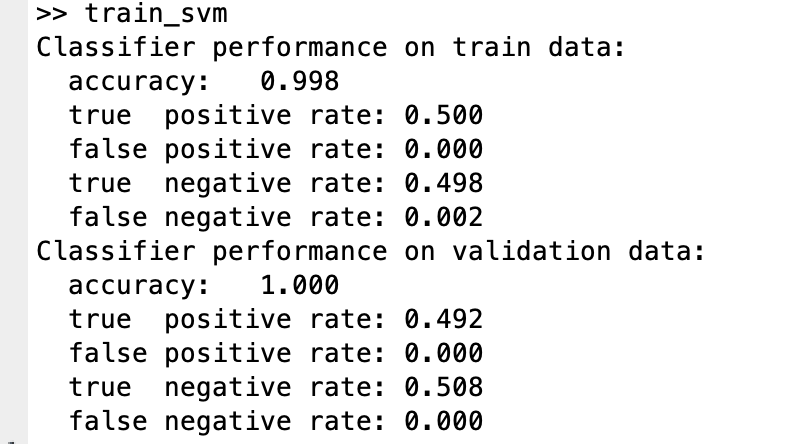 >> train_svm
Classifier performance on train data:
  accuracy:   0.998
  true  positive rate: 0.500
  false positive rate: 0.000
  true  negative rate: 0.498
  false negative rate: 0.002
Classifier performance on validation data:
  accuracy:   1.000
  true  positive rate: 0.492
  false positive rate: 0.000
  true  negative rate: 0.508
  false negative rate: 0.000